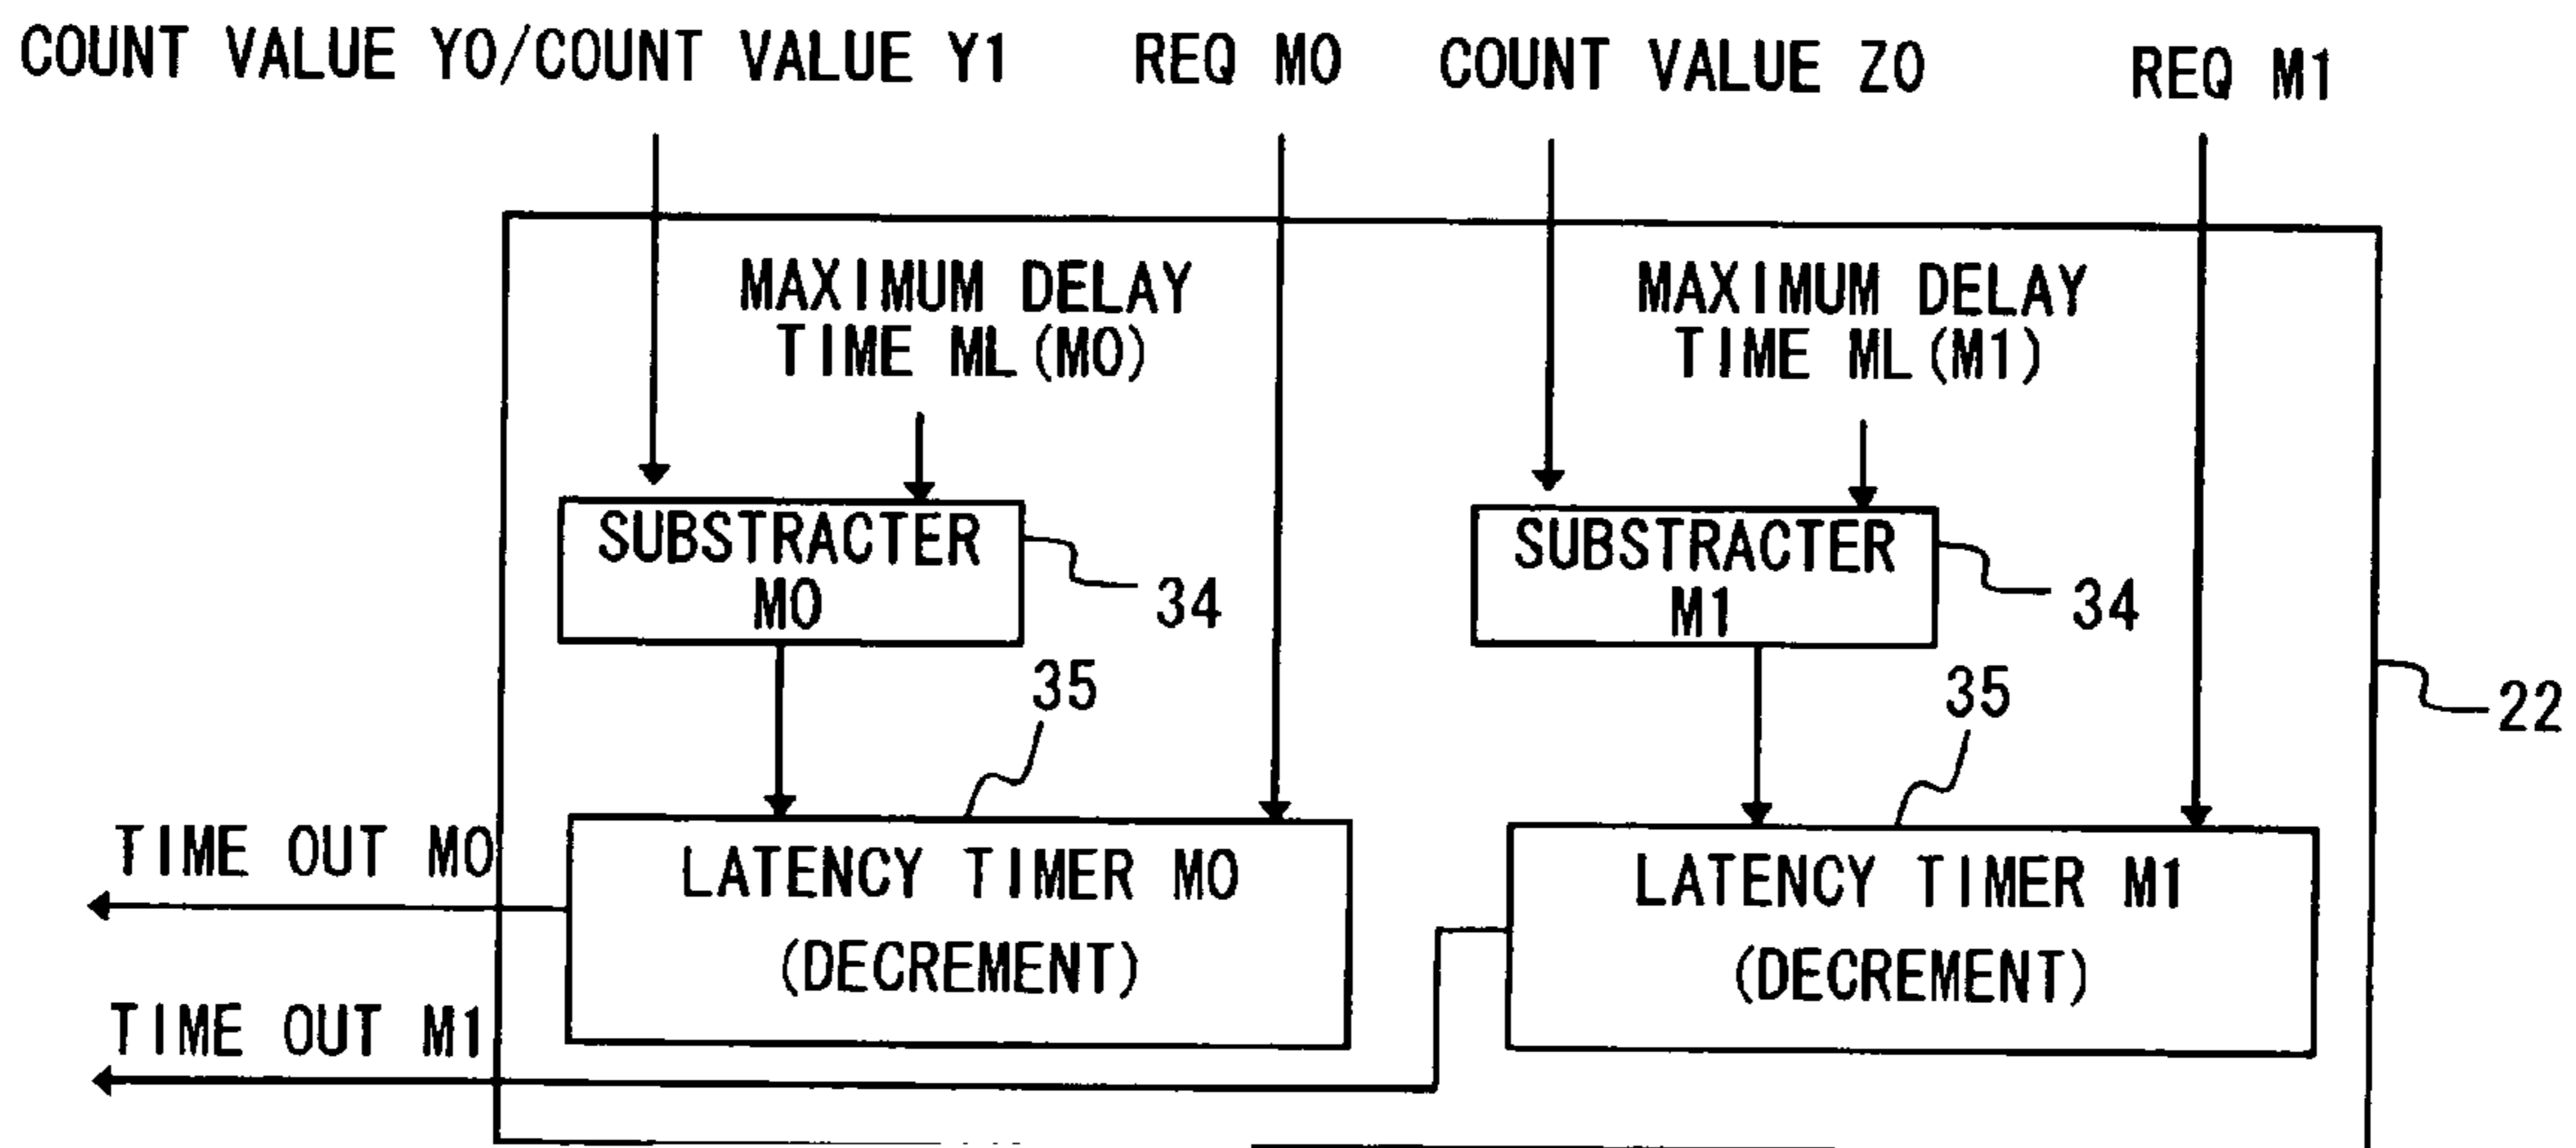 COUNT VALUE Y0/COUNT VALUE Y1
REQ M0
COUNT VALUE Z0
REQ M1
MAXIMUM DELAY
TIME ML(M0)
MAXIMUM DELAY
TIME ML(M1)
SUBSTRACTER
M0
34
SUBSTRACTER
M1
34
35
35
22
TIME OUT M0
LATENCY TIMER M0
(DECREMENT)
LATENCY TIMER M1
(DECREMENT)
TIME OUT M1